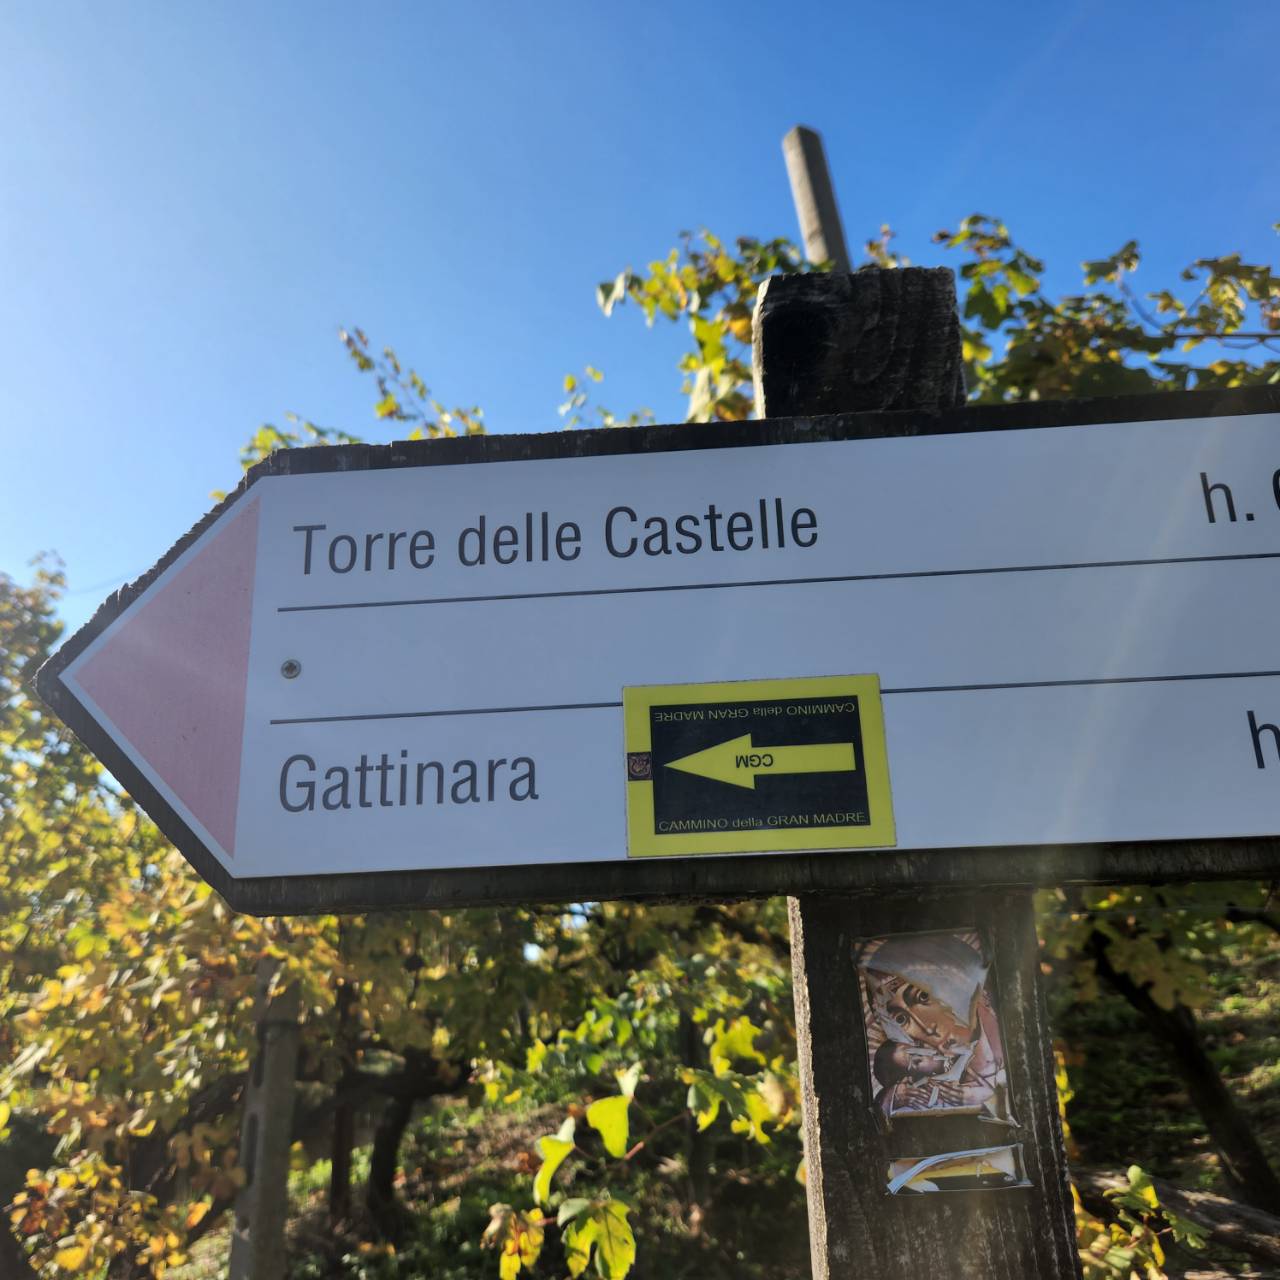 Torre delle Castelle h.
Gattinara h
CAMMINO della GRAN MADRE
CGM
CAMMINO della GRAN MADRE